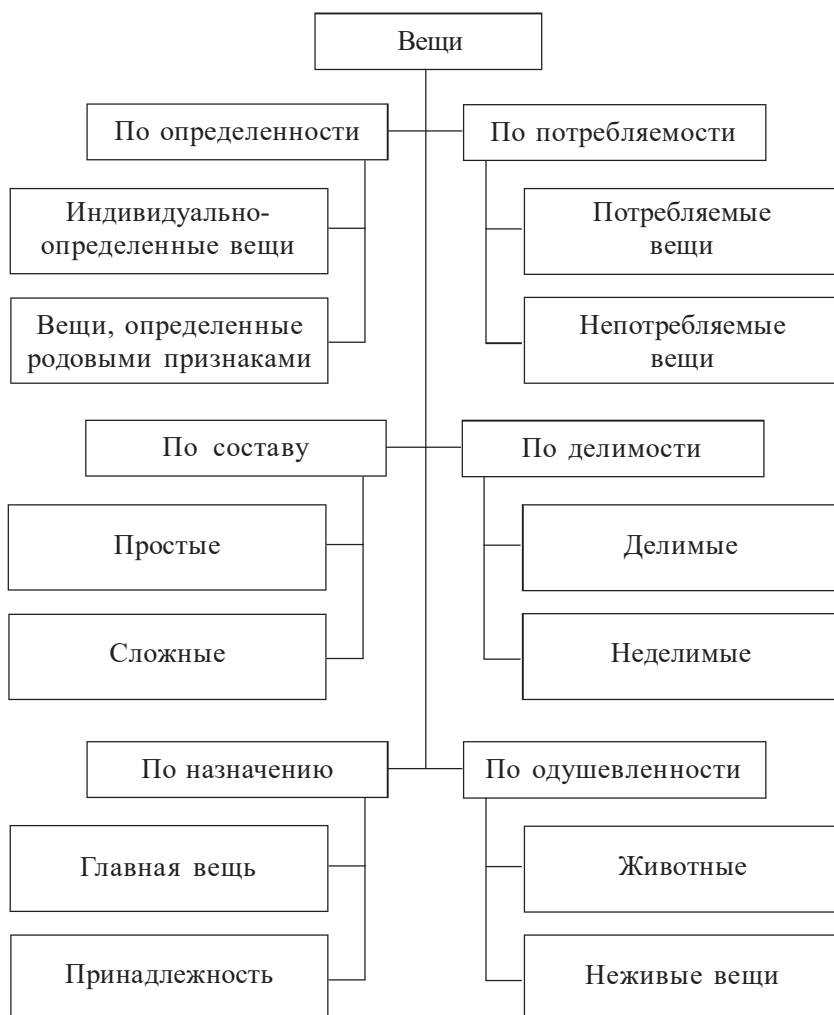 Вещи
По определенности
Индивидуально-
определенные вещи
Вещи, определенные
родовыми признаками
По потребляемости
Потребляемые
вещи
Непотребляемые
вещи
По составу
Простые
Сложные
По делимости
Делимые
Неделимые
По назначению
Главная вещь
Принадлежность
По одушевленности
Животные
Неживые вещи